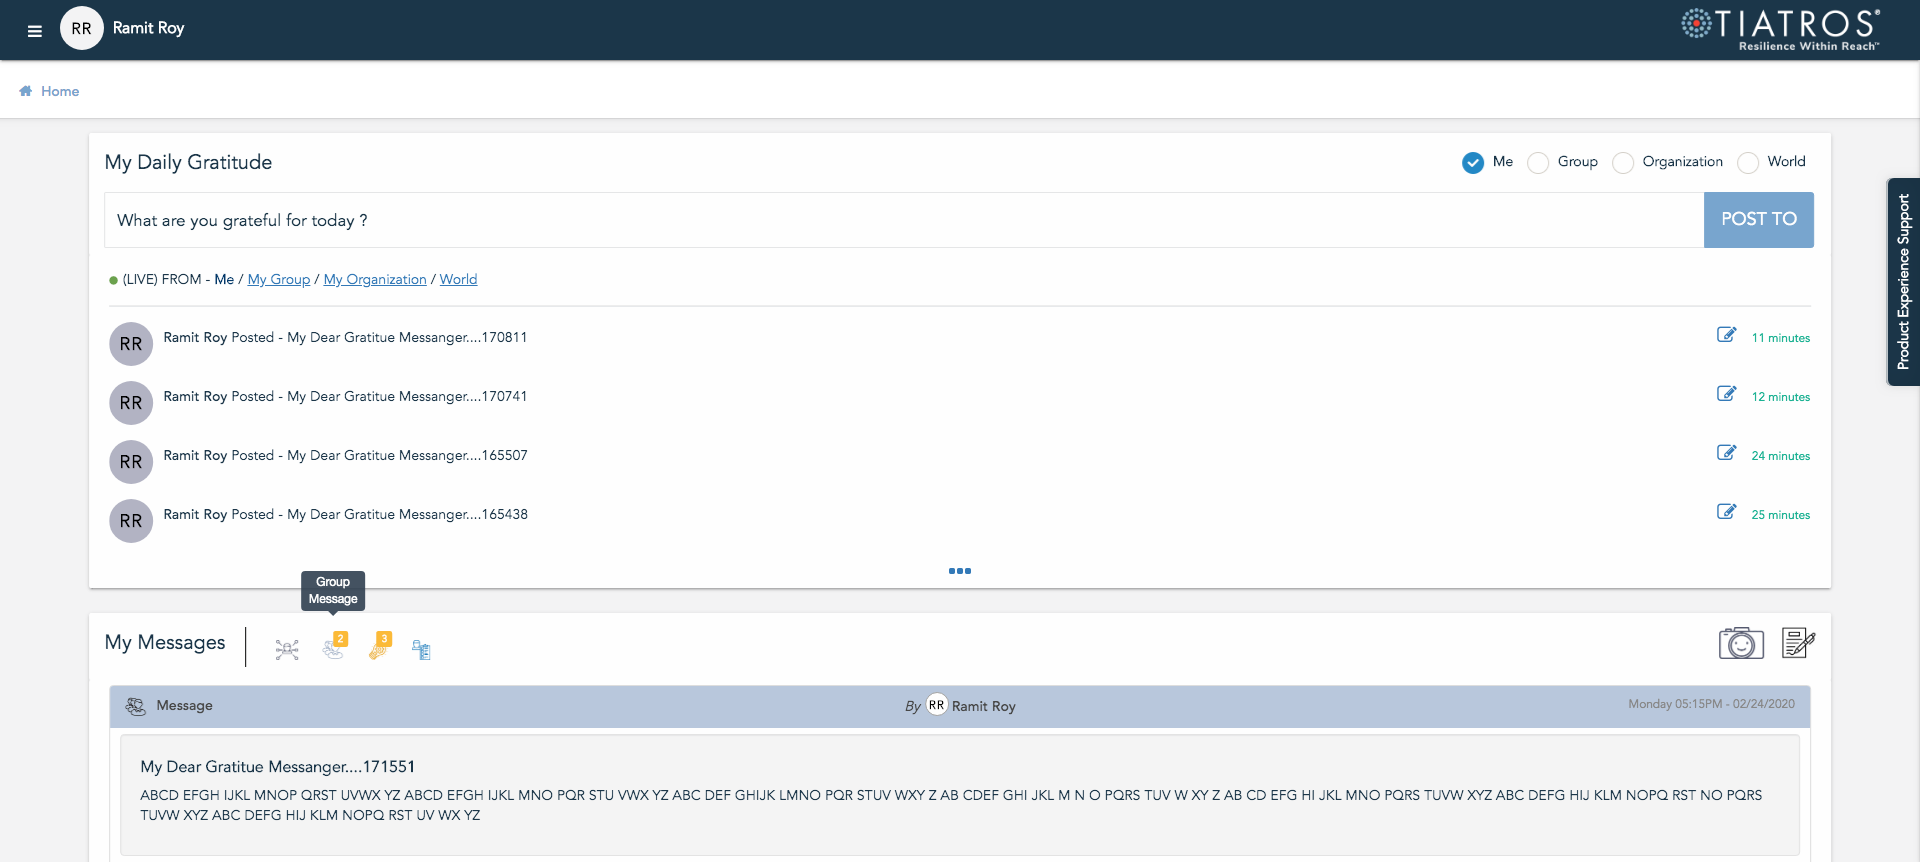 RR Ramit Roy
TIATROS®
Resilience Within Reach™
Home
My Daily Gratitude
Me Group Organization World
What are you grateful for today ?
POST TO
Product Experience Support
(LIVE) FROM - Me / My Group / My Organization / World
RR Ramit Roy Posted - My Dear Gratitue Messanger....170811 11 minutes
RR Ramit Roy Posted - My Dear Gratitue Messanger....170741 12 minutes
RR Ramit Roy Posted - My Dear Gratitue Messanger....165507 24 minutes
RR Ramit Roy Posted - My Dear Gratitue Messanger....165438 25 minutes
Group
Message
My Messages 2 3
Message By RR Ramit Roy Monday 05:15PM - 02/24/2020
My Dear Gratitue Messanger....171551
ABCD EFGH IJKL MNOP QRST UVWX YZ ABCD EFGH IJKL MNO PQR STU VWX YZ ABC DEF GHIJK LMNO PQR STUV WXY Z AB CDEF GHI JKL M N O PQRS TUV W XY Z AB CD EFG HI JKL MNO PQRS TUVW XYZ ABC DEFG HIJ KLM NOPQ RST NO PQRS
TUVW XYZ ABC DEFG HIJ KLM NOPQ RST UV WX YZ